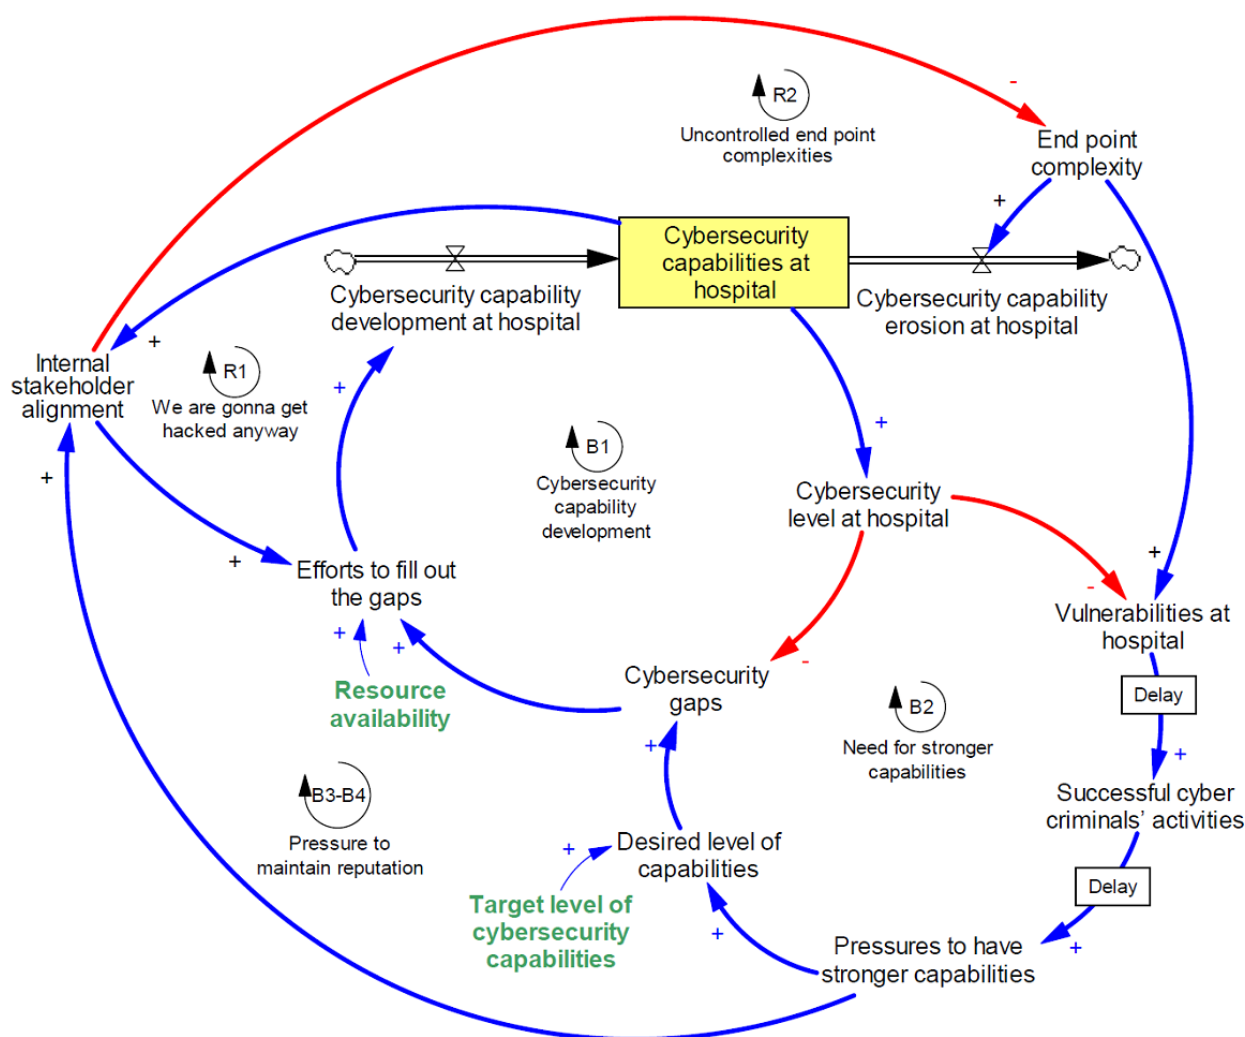 -
R2
Uncontrolled end point
complexities
End point
complexity
+
Cybersecurity
capabilities at
hospital
Cybersecurity capability
development at hospital
Cybersecurity capability
erosion at hospital
+
Internal
stakeholder
alignment
R1
We are gonna get
hacked anyway
+
+
B1
Cybersecurity
capability
development
+
Cybersecurity
level at hospital
+
+
-
Efforts to fill out
the gaps
+
+
Vulnerabilities at
hospital
-
Cybersecurity
gaps
Resource
availability
Delay
B2
Need for stronger
capabilities
+
+
B3-B4
Pressure to
maintain reputation
Successful cyber
criminals’ activities
+
Desired level of
capabilities
Delay
Target level of
cybersecurity
capabilities
+
+
Pressures to have
stronger capabilities